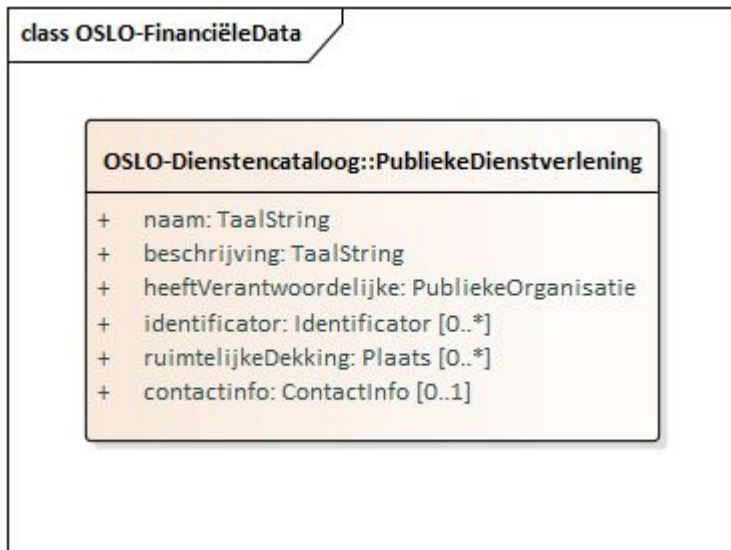 class OSLO-FinanciëleData
OSLO-Dienstencataloog::PubliekeDienstverlening
+ naam: TaalString
+ beschrijving: TaalString
+ heeftVerantwoordelijke: PubliekeOrganisatie
+ identificator: Identificator [0..*]
+ ruimtelijkeDekking: Plaats [0..*]
+ contactinfo: ContactInfo [0..1]